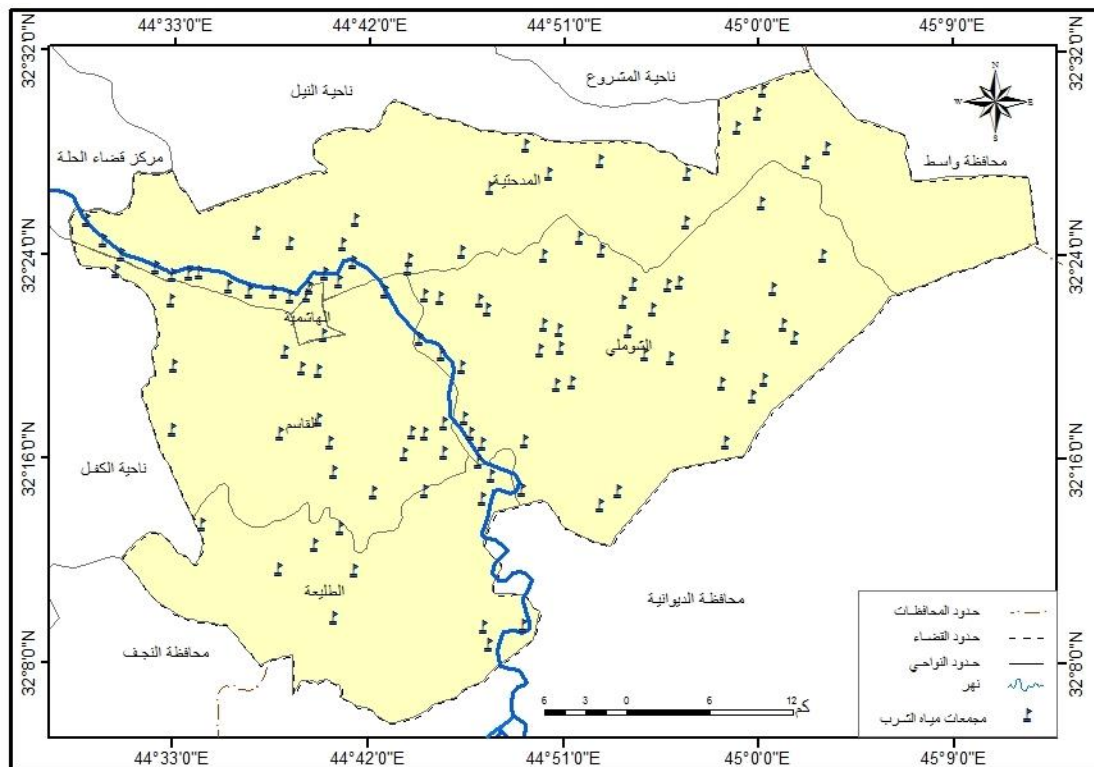 44°33'0"E
44°42'0"E
44°51'0"E
45°0'0"E
45°9'0"E
32°32'0"N
32°32'0"N
ناحية المشروع
ناحية النيل
N
W
E
S
مركز قضاء الحلة
محافظة واسط
المدحتية
32°24'0"N
32°24'0"N
الهاشمية
الشوملي
القاسم
32°16'0"N
32°16'0"N
ناحية الكفل
الطليعة
محافظة الديوانية
محافظة النجف
32°8'0"N
32°8'0"N
حدود المحافظات
حدود القضاء
حدود النواحي
نهر
مجمعات مياه الشرب
6 3 0 6 12
كم
44°33'0"E
44°42'0"E
44°51'0"E
45°0'0"E
45°9'0"E